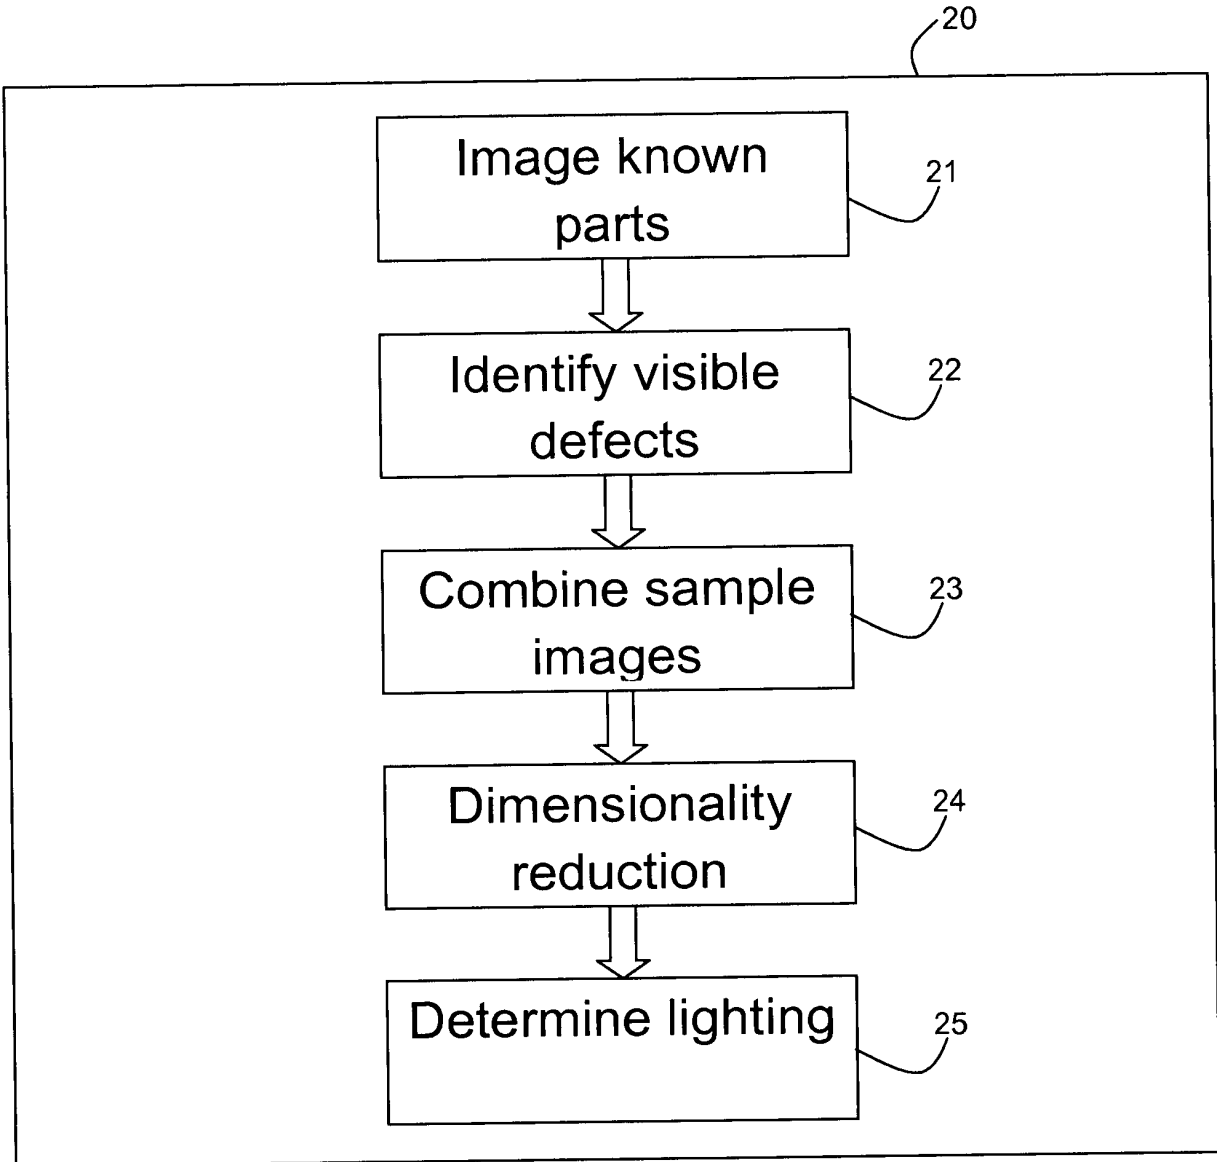 20
Image known
parts
21
Identify visible
defects
22
Combine sample
images
23
Dimensionality
reduction
24
Determine lighting
25